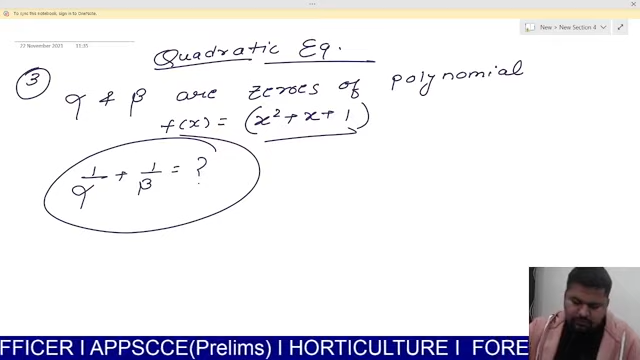 To sync this notebook, sign in to OneNote.
New > New Section 4
22 November 2021 11:35
Quadratic Eq.
③ α & β are zeroes of polynomial
f(x) = (x² + x + 1)
1/α + 1/β = ?
FFICER I APPSCCE(Prelims) I HORTICULTURE I FORE